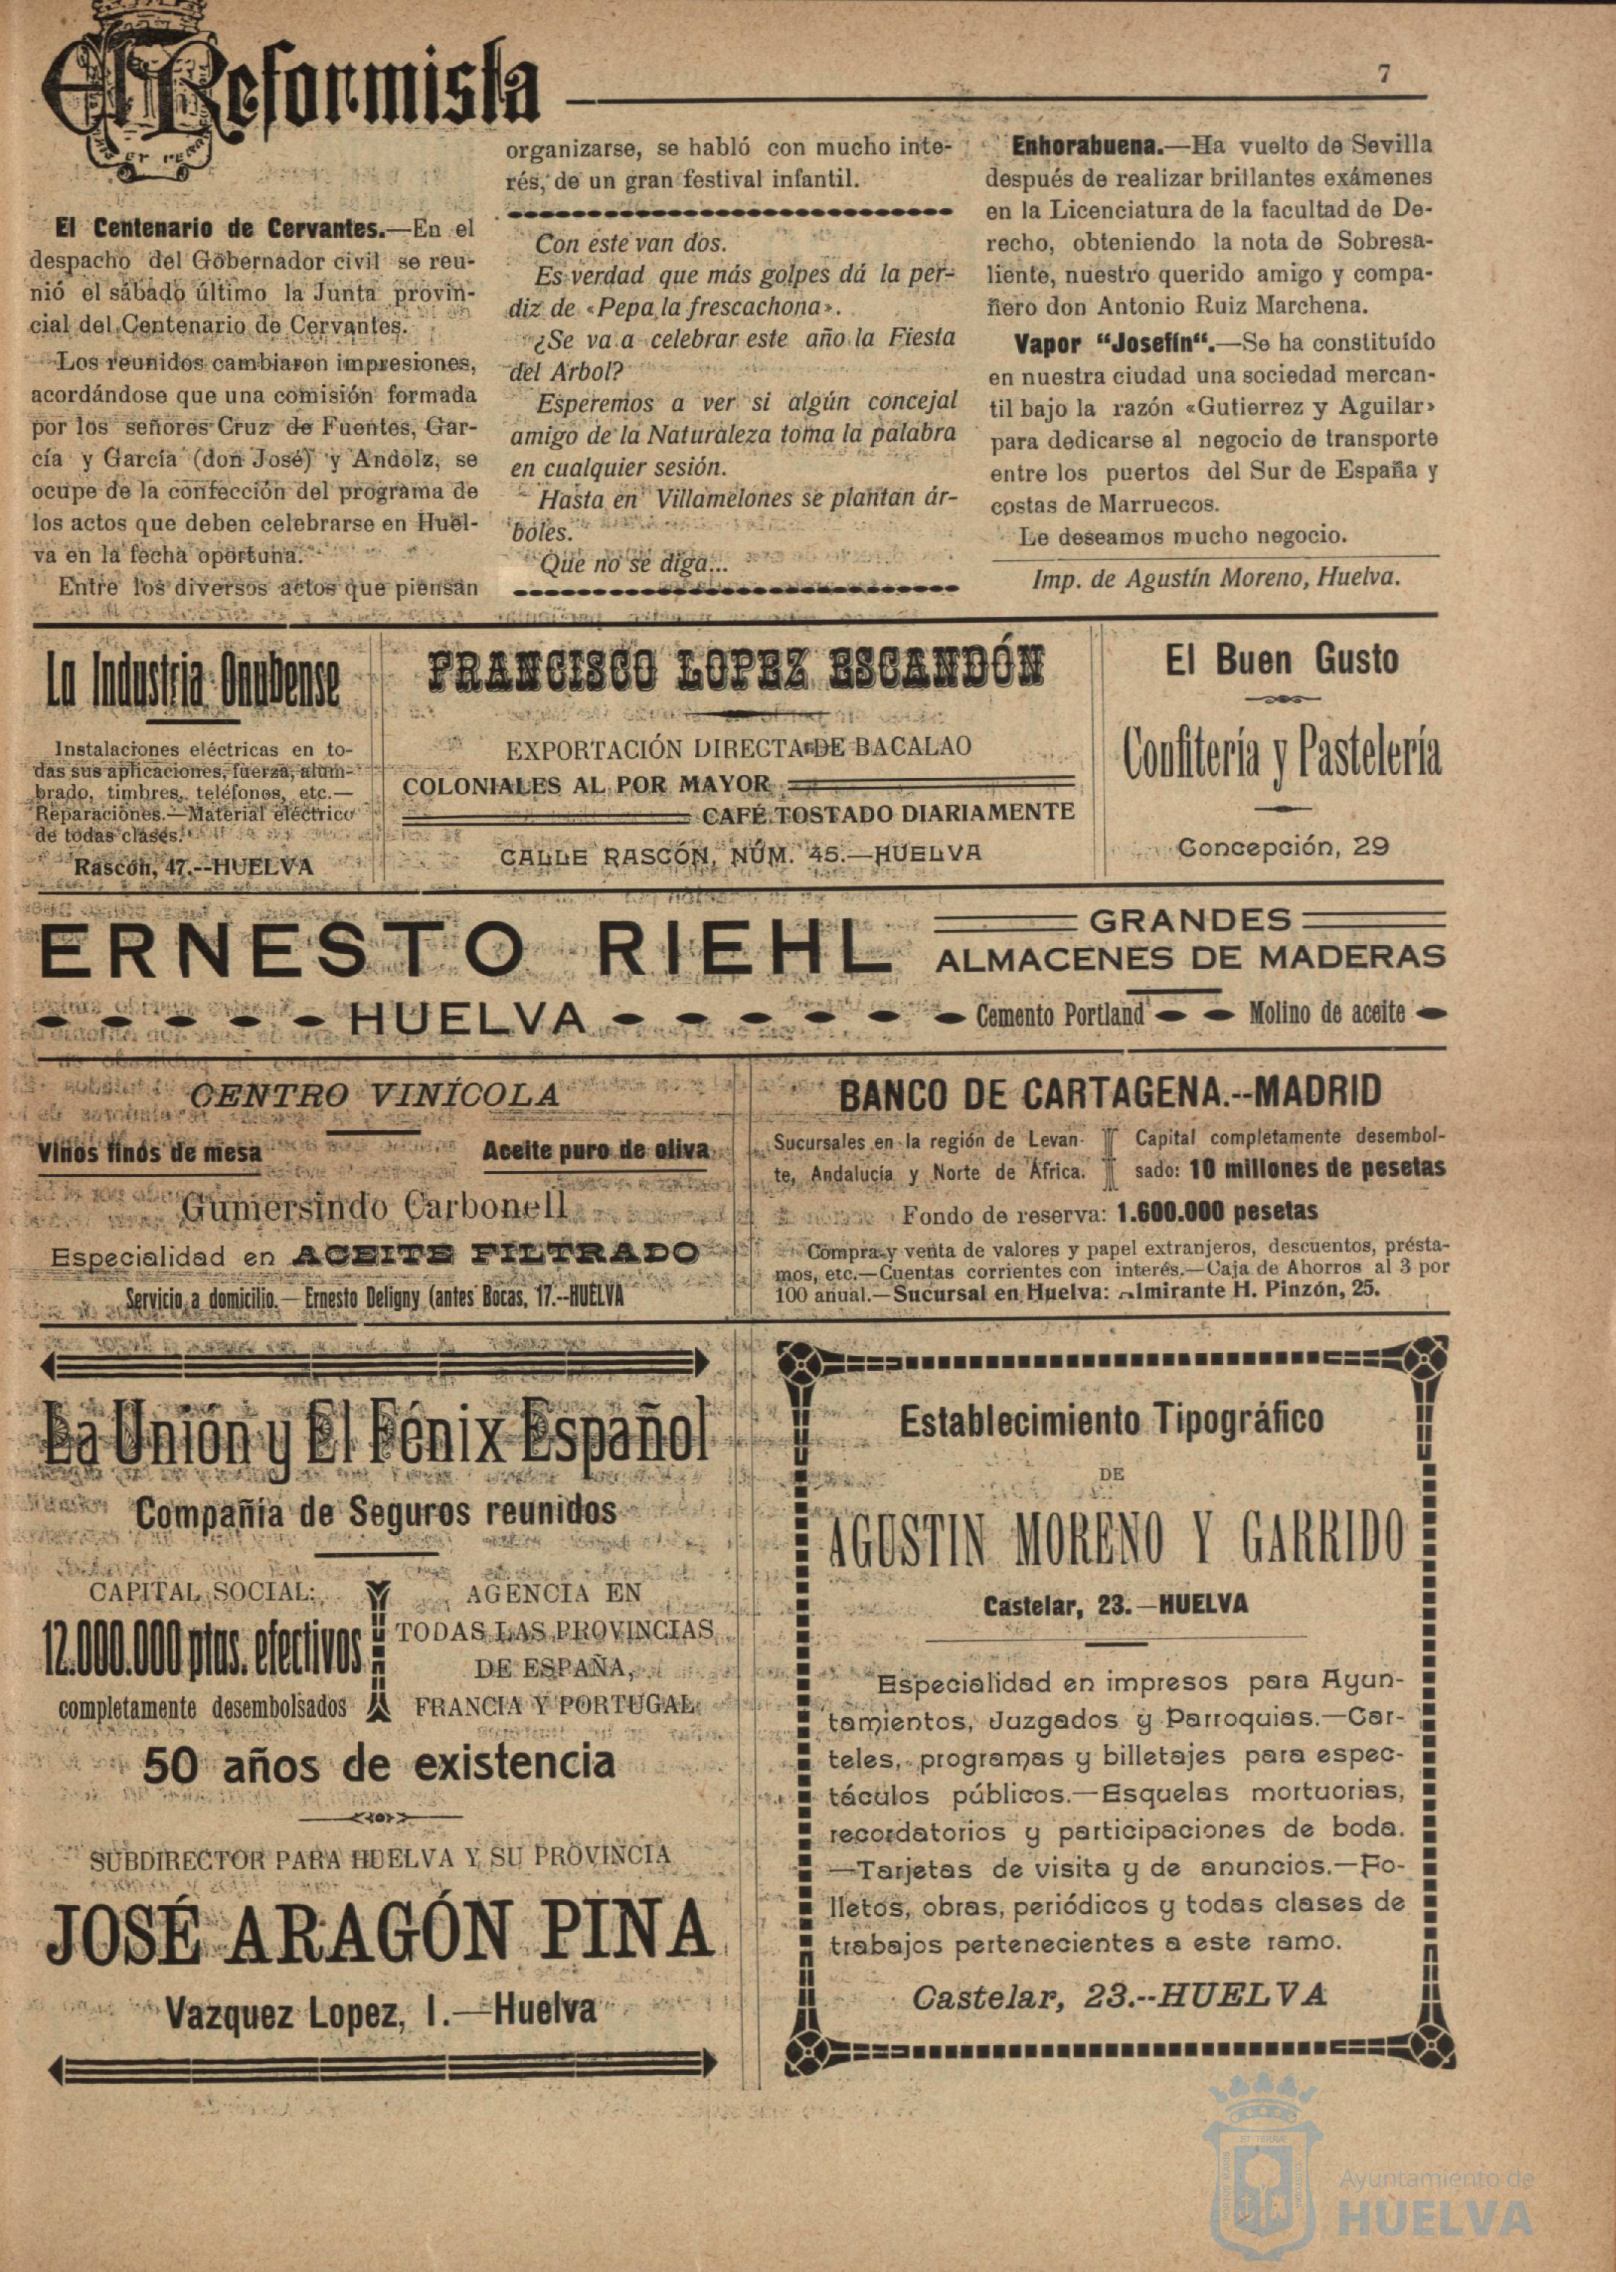 El Reformista
7
El Centenario de Cervantes.—En el
despacho del Gobernador civil se reu-
nió el sábado último la Junta provin-
cial del Centenario de Cervantes.
Los reunidos cambiaron impresiones,
acordándose que una comisión formada
por los señores Cruz de Fuentes, Gar-
cía y García (don José) y Andolz, se
ocupe de la confección del programa de
los actos que deben celebrarse en Huel-
va en la fecha oportuna.
Entre los diversos actos que piensan
organizarse, se habló con mucho inte-
rés, de un gran festival infantil.
Con este van dos.
Es verdad que más golpes dá la per-
diz de «Pepa la frescachona».
¿Se va a celebrar este año la Fiesta
del Arbol?
Esperemos a ver si algún concejal
amigo de la Naturaleza toma la palabra
en cualquier sesión.
Hasta en Villamelones se plantan ár-
boles.
Que no se diga...
Enhorabuena.—Ha vuelto de Sevilla
después de realizar brillantes exámenes
en la Licenciatura de la facultad de De-
recho, obteniendo la nota de Sobresa-
liente, nuestro querido amigo y compa-
ñero don Antonio Ruiz Marchena.
Vapor “Josefín“.—Se ha constituído
en nuestra ciudad una sociedad mercan-
til bajo la razón «Gutierrez y Aguilar»
para dedicarse al negocio de transporte
entre los puertos del Sur de España y
costas de Marruecos.
Le deseamos mucho negocio.
Imp. de Agustín Moreno, Huelva.
La Industria Onubense
Instalaciones eléctricas en to-
das sus aplicaciones, fuerza, alum-
brado, timbres, teléfonos, etc.—
Reparaciones.—Material eléctrico
de todas clases.
Rascón, 47.--HUELVA
FRANCISCO LOPEZ ESCANDÓN
EXPORTACIÓN DIRECTA DE BACALAO
COLONIALES AL POR MAYOR
CAFÉ TOSTADO DIARIAMENTE
CALLE RASCÓN, NÚM. 45.—HUELVA
El Buen Gusto
Confitería y Pastelería
Concepción, 29
ERNESTO RIEHL
HUELVA
GRANDES
ALMACENES DE MADERAS
Cemento Portland
Molino de aceite
CENTRO VINÍCOLA
Vinos finos de mesa
Aceite puro de oliva
Gumersindo Carbonell
Especialidad en ACEITE FILTRADO
Servicio a domicilio.—Ernesto Deligny (antes Bocas, 17.--HUELVA
BANCO DE CARTAGENA.--MADRID
Sucursales en la región de Levan-
te, Andalucía y Norte de Africa.
Capital completamente desembol-
sado: 10 millones de pesetas
Fondo de reserva: 1.600.000 pesetas
Compra y venta de valores y papel extranjeros, descuentos, présta-
mos, etc.—Cuentas corrientes con interés.—Caja de Ahorros al 3 por
100 anual.—Sucursal en Huelva: Almirante H. Pinzón, 25.
La Unión y El Fénix Español
Compañía de Seguros reunidos
CAPITAL SOCIAL:
12.000.000 ptas. efectivos
completamente desembolsados
AGENCIA EN
TODAS LAS PROVINCIAS
DE ESPAÑA,
FRANCIA Y PORTUGAL
50 años de existencia
SUBDIRECTOR PARA HUELVA Y SU PROVINCIA
JOSÉ ARAGÓN PINA
Vazquez Lopez, 1.—Huelva
Establecimiento Tipográfico
DE
AGUSTIN MORENO Y GARRIDO
Castelar, 23.—HUELVA
Especialidad en impresos para Ayun-
tamientos, Juzgados y Parroquias.—Car-
teles, programas y billetajes para espec-
táculos públicos.—Esquelas mortuorias,
recordatorios y participaciones de boda.
—Tarjetas de visita y de anuncios.—Fo-
lletos, obras, periódicos y todas clases de
trabajos pertenecientes a este ramo.
Castelar, 23.--HUELVA
Ayuntamiento de
HUELVA